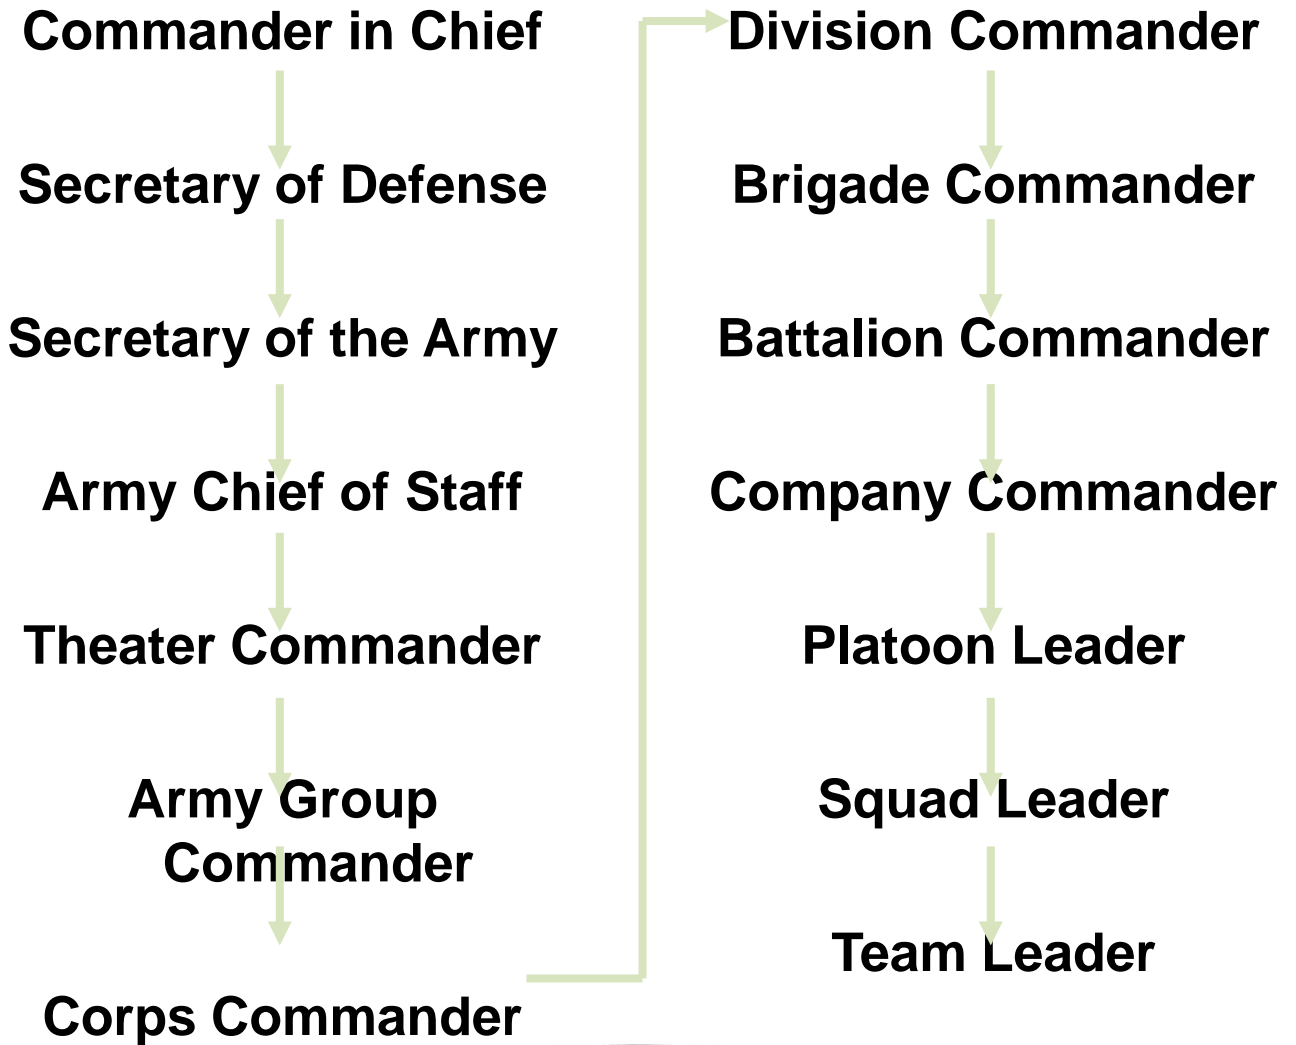 Commander in Chief
Secretary of Defense
Secretary of the Army
Army Chief of Staff
Theater Commander
Army Group
Commander
Corps Commander
Division Commander
Brigade Commander
Battalion Commander
Company Commander
Platoon Leader
Squad Leader
Team Leader